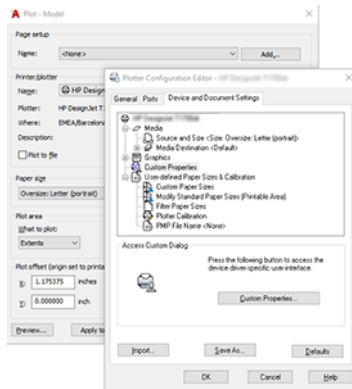 Plot - Model
Page setup
Name:
<None>
Add...
Printer/plotter
Name:
HP Design
Plotter:
HP DesignJet T
Where:
EMEA/Barcelon
Description:
Plot to file
Paper size
Oversize: Letter (portrait)
Plot area
What to plot:
Extents
Plot offset (origin set to printa
X:
1.175375
inches
Y:
0.000000
inch
Preview...
Apply to
Plotter Configuration Editor -
General
Ports
Device and Document Settings
Media
Source and Size <Size: Oversize: Letter (portrait)>
Media Destination <Default>
Graphics
Custom Properties
User-defined Paper Sizes & Calibration
Custom Paper Sizes
Modify Standard Paper Sizes (Printable Area)
Filter Paper Sizes
Plotter Calibration
PMP File Name <None>
Access Custom Dialog
Press the following button to access the
device driver-specific user interface.
Custom Properties...
Import...
Save As...
Defaults
OK
Cancel
Help